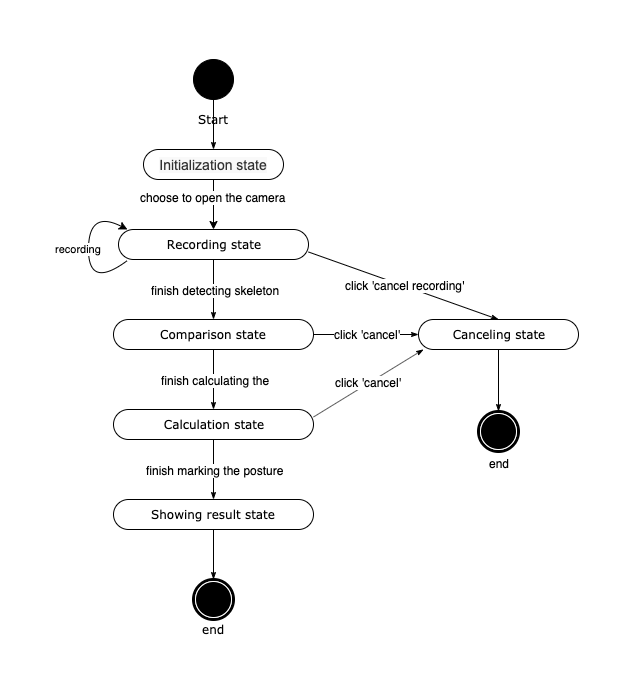 Start
Initialization state
choose to open the camera
Recording state
recording
click 'cancel recording'
finish detecting skeleton
Comparison state
click 'cancel'
Canceling state
finish calculating the
click 'cancel'
Calculation state
end
finish marking the posture
Showing result state
end